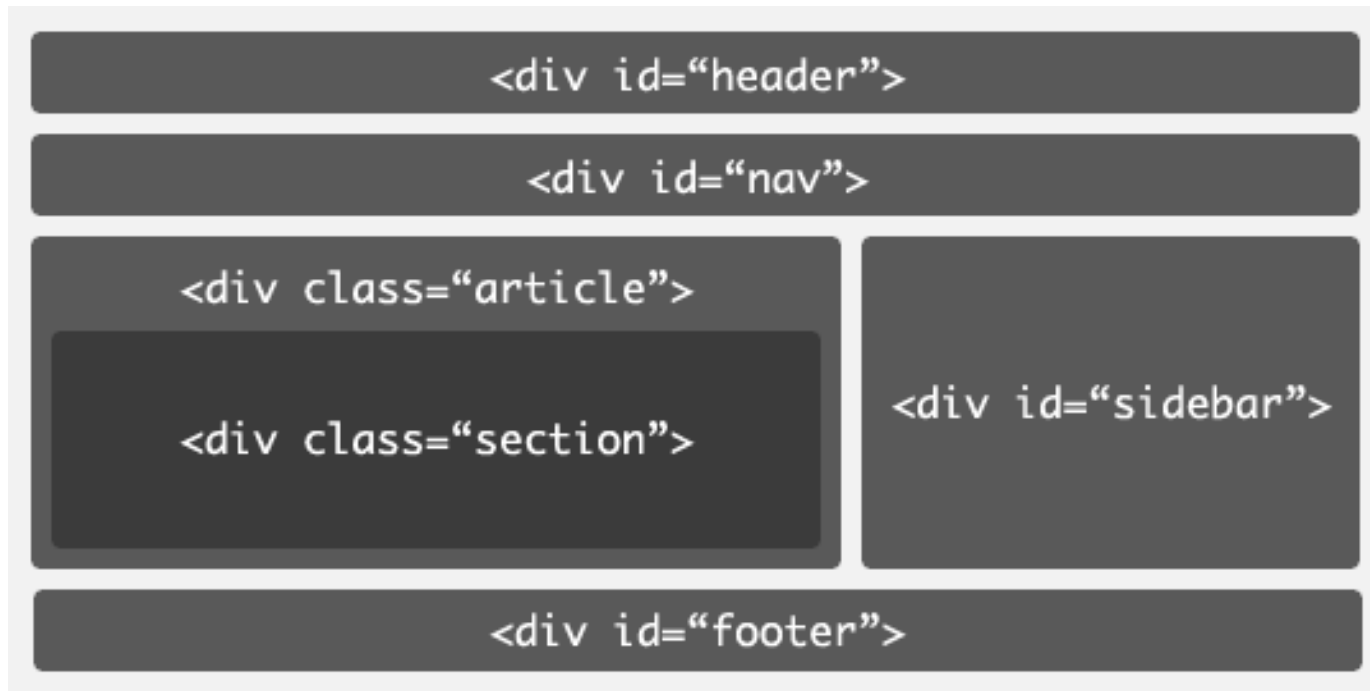 <div id=“header”>
<div id=“nav”>
<div class=“article”>
<div class=“section”>
<div id=“sidebar”>
<div id=“footer”>